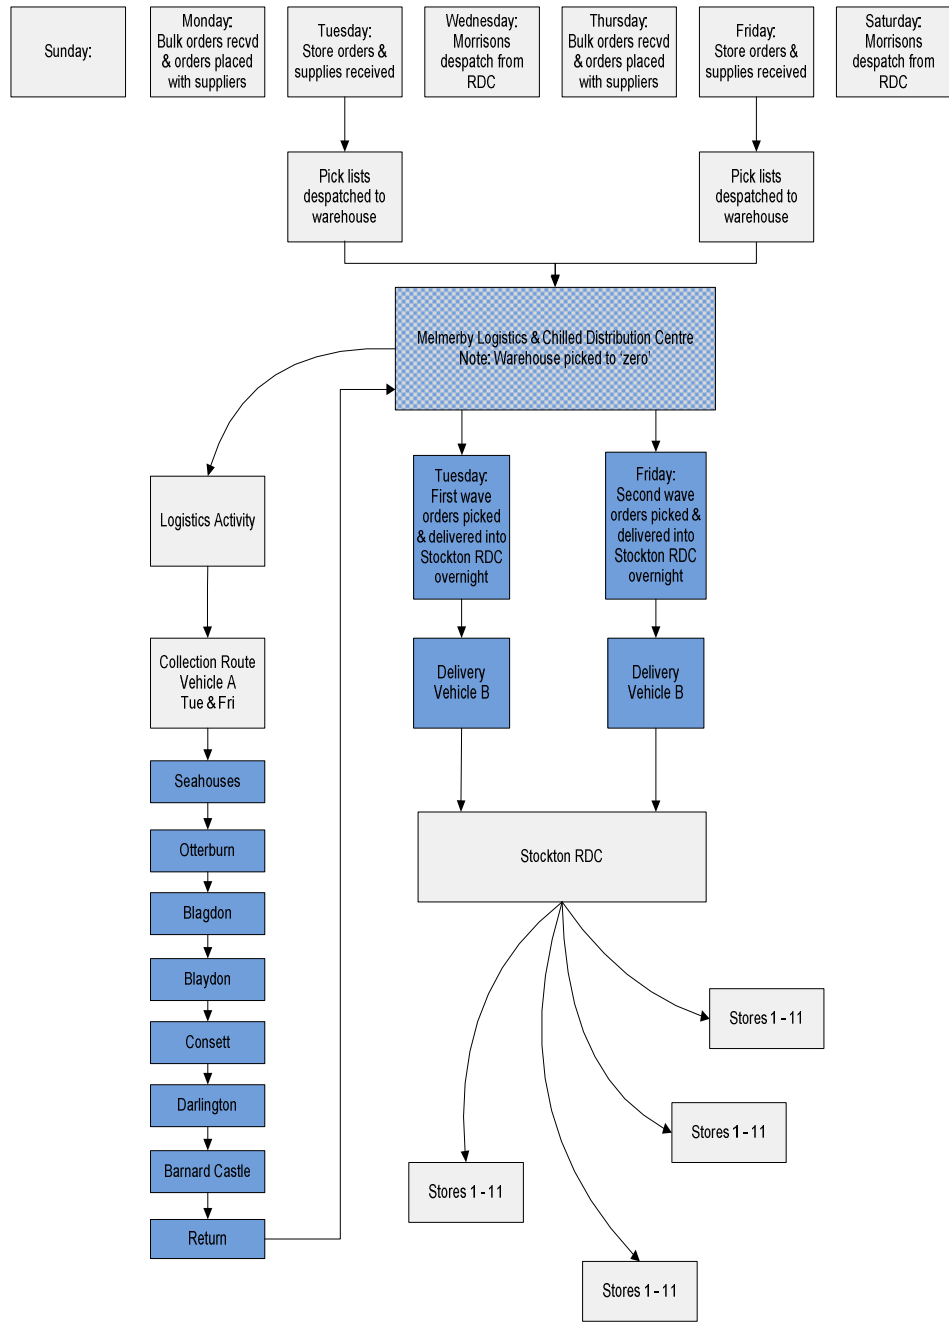 Sunday:
Monday:
Bulk orders recvd
& orders placed
with suppliers
Tuesday:
Store orders &
supplies received
Wednesday:
Morrisons
despatch from
RDC
Thursday:
Bulk orders recvd
& orders placed
with suppliers
Friday:
Store orders &
supplies received
Saturday:
Morrisons
despatch from
RDC
Pick lists
despatched to
warehouse
Pick lists
despatched to
warehouse
Melmerby Logistics & Chilled Distribution Centre
Note: Warehouse picked to ‘zero’
Logistics Activity
Tuesday:
First wave
orders picked
& delivered into
Stockton RDC
overnight
Friday:
Second wave
orders picked &
delivered into
Stockton RDC
overnight
Collection Route
Vehicle A
Tue & Fri
Delivery
Vehicle B
Delivery
Vehicle B
Seahouses
Otterburn
Blagdon
Blaydon
Consett
Darlington
Barnard Castle
Return
Stockton RDC
Stores 1 - 11
Stores 1 - 11
Stores 1 - 11
Stores 1 - 11